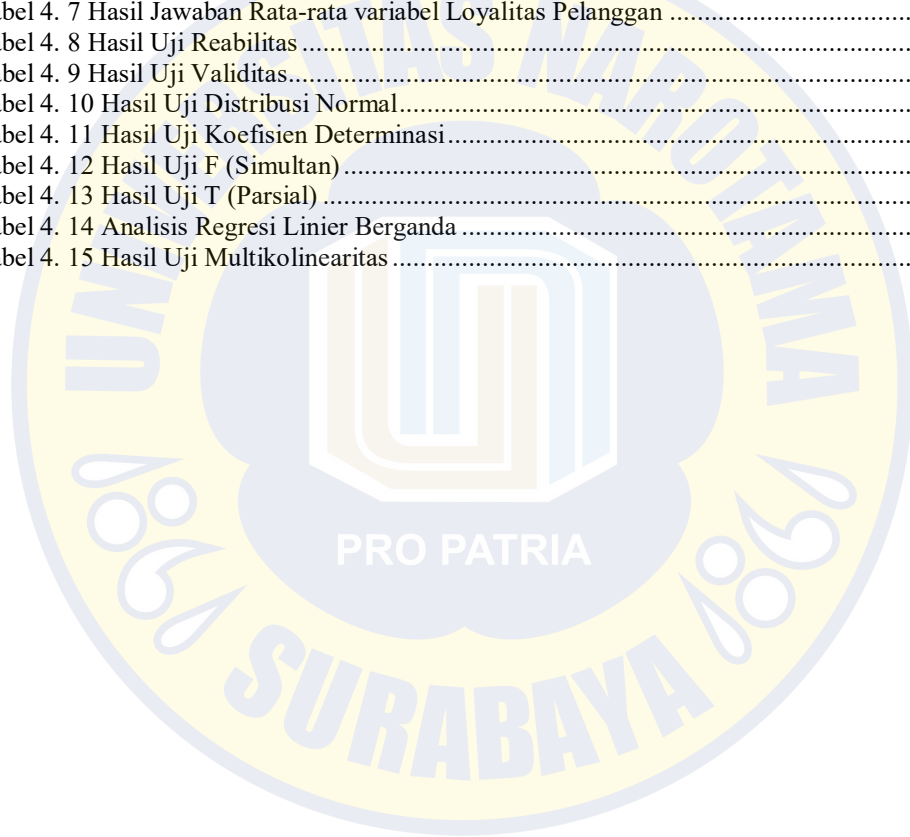 abel 4. 7 Hasil Jawaban Rata-rata variabel Loyalitas Pelanggan ........................................
abel 4. 8 Hasil Uji Reabilitas ........................................
abel 4. 9 Hasil Uji Validitas........................................
abel 4. 10 Hasil Uji Distribusi Normal........................................
abel 4. 11 Hasil Uji Koefisien Determinasi........................................
abel 4. 12 Hasil Uji F (Simultan) ........................................
abel 4. 13 Hasil Uji T (Parsial) ........................................
abel 4. 14 Analisis Regresi Linier Berganda ........................................
abel 4. 15 Hasil Uji Multikolinearitas ........................................
UNIVERSITAS NAROTAMA
PRO PATRIA
SURABAYA